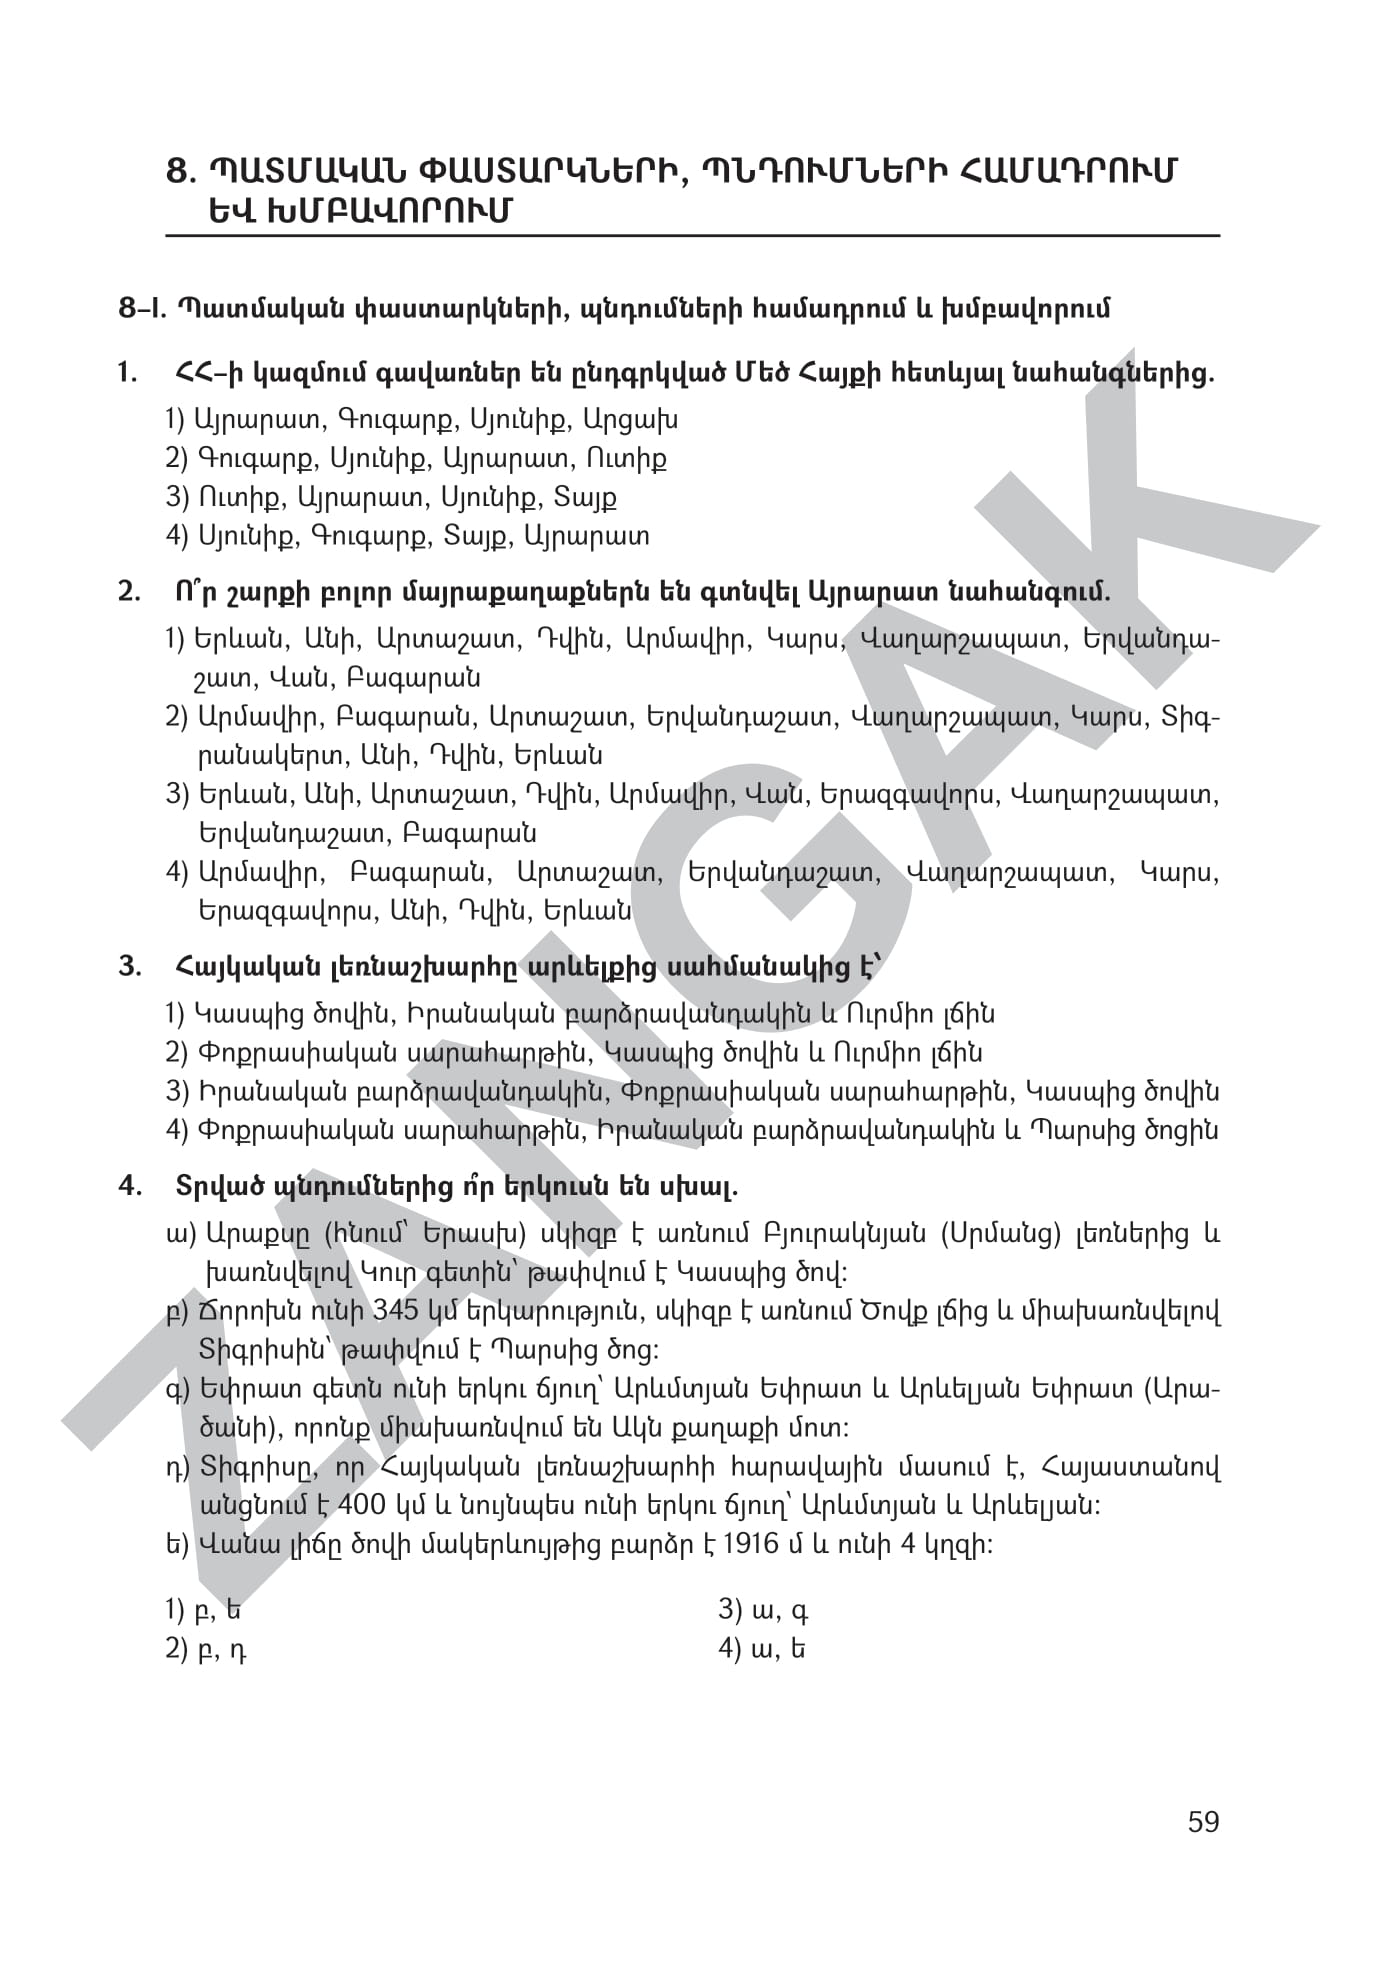 8. ՊԱՏՄԱԿԱՆ ՓԱՍՏԱՐԿՆԵՐԻ, ՊՆԴՈՒՄՆԵՐԻ ՀԱՄԱԴՐՈՒՄ
ԵՎ ԽՄԲԱՎՈՐՈՒՄ
8–I. Պատմական փաստարկների, պնդումների համադրում և խմբավորում
1. ՀՀ–ի կազմում գավառներ են ընդգրկված Մեծ Հայքի հետևյալ նահանգներից.
1) Այրարատ, Գուգարք, Սյունիք, Արցախ
2) Գուգարք, Սյունիք, Այրարատ, Ուտիք
3) Ուտիք, Այրարատ, Սյունիք, Տայք
4) Սյունիք, Գուգարք, Տայք, Այրարատ
2. Ո՞ր շարքի բոլոր մայրաքաղաքներն են գտնվել Այրարատ նահանգում.
1) Երևան, Անի, Արտաշատ, Դվին, Արմավիր, Կարս, Վաղարշապատ, Երվանդա-
շատ, Վան, Բագարան
2) Արմավիր, Բագարան, Արտաշատ, Երվանդաշատ, Վաղարշապատ, Կարս, Տիգ-
րանակերտ, Անի, Դվին, Երևան
3) Երևան, Անի, Արտաշատ, Դվին, Արմավիր, Վան, Երազգավորս, Վաղարշապատ,
Երվանդաշատ, Բագարան
4) Արմավիր, Բագարան, Արտաշատ, Երվանդաշատ, Վաղարշապատ, Կարս,
Երազգավորս, Անի, Դվին, Երևան
3. Հայկական լեռնաշխարհը արևելքից սահմանակից է՝
1) Կասպից ծովին, Իրանական բարձրավանդակին և Ուրմիո լճին
2) Փոքրասիական սարահարթին, Կասպից ծովին և Ուրմիո լճին
3) Իրանական բարձրավանդակին, Փոքրասիական սարահարթին, Կասպից ծովին
4) Փոքրասիական սարահարթին, Իրանական բարձրավանդակին և Պարսից ծոցին
4. Տրված պնդումներից ո՞ր երկուսն են սխալ.
ա) Արաքսը (հնում՝ Երասխ) սկիզբ է առնում Բյուրակնյան (Սրմանց) լեռներից և
խառնվելով Կուր գետին՝ թափվում է Կասպից ծով:
բ) Ճորոխն ունի 345 կմ երկարություն, սկիզբ է առնում Ծովք լճից և միախառնվելով
Տիգրիսին՝ թափվում է Պարսից ծոց:
գ) Եփրատ գետն ունի երկու ճյուղ՝ Արևմտյան Եփրատ և Արևելյան Եփրատ (Արա-
ծանի), որոնք միախառնվում են Ակն քաղաքի մոտ:
դ) Տիգրիսը, որ Հայկական լեռնաշխարհի հարավային մասում է, Հայաստանով
անցնում է 400 կմ և նույնպես ունի երկու ճյուղ՝ Արևմտյան և Արևելյան:
ե) Վանա լիճը ծովի մակերևույթից բարձր է 1916 մ և ունի 4 կղզի:
1) բ, ե
3) ա, գ
2) բ, դ
4) ա, ե
59
ZANGAK